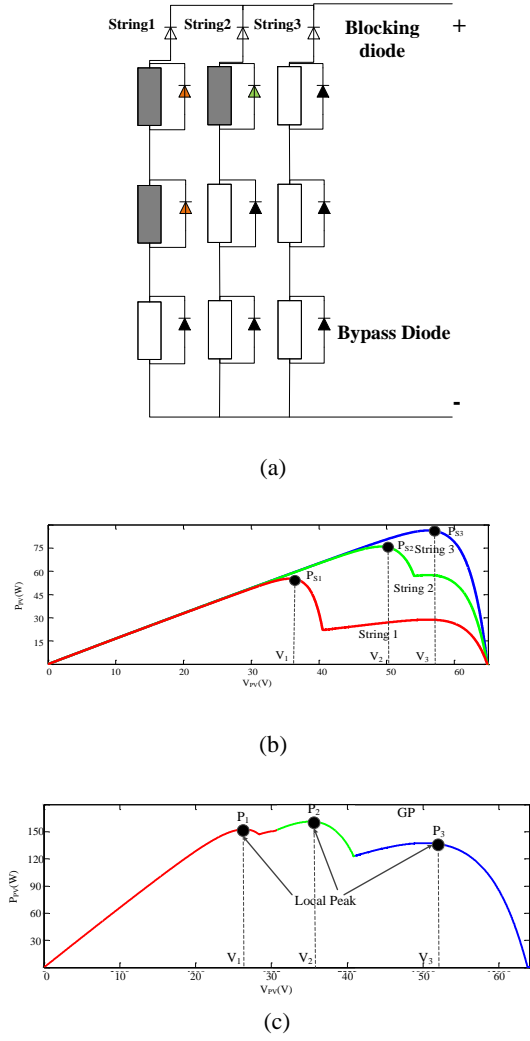 String1 String2 String3
Blocking diode
+
Bypass Diode
-
(a)
75
60
45
30
15
P_PV(W)
P_S1
P_S2
P_S3
String 3
String 2
String 1
V_1
V_2
V_3
0 10 20 30 40 50 60
V_PV(V)
(b)
150
120
90
60
30
P_PV(W)
P_1
P_2
GP
P_3
Local Peak
V_1
V_2
V_3
0 10 20 30 40 50 60
V_PV(V)
(c)